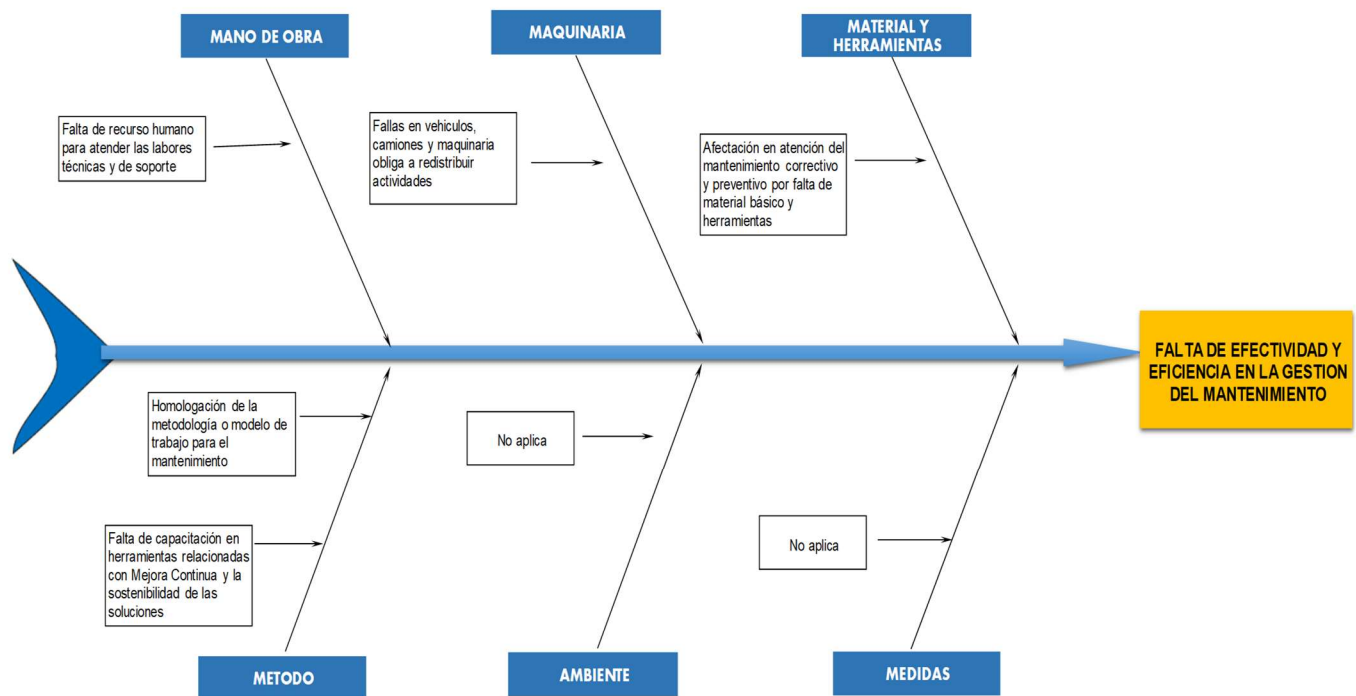 MANO DE OBRA
MAQUINARIA
MATERIAL Y
HERRAMIENTAS
Falta de recurso humano
para atender las labores
técnicas y de soporte
Fallas en vehiculos,
camiones y maquinaria
obliga a redistribuir
actividades
Afectación en atención del
mantenimiento correctivo
y preventivo por falta de
material básico y
herramientas
FALTA DE EFECTIVIDAD Y
EFICIENCIA EN LA GESTION
DEL MANTENIMIENTO
Homologación de la
metodología o modelo de
trabajo para el
mantenimiento
No aplica
Falta de capacitación en
herramientas relacionadas
con Mejora Continua y la
sostenibilidad de las
soluciones
No aplica
METODO
AMBIENTE
MEDIDAS